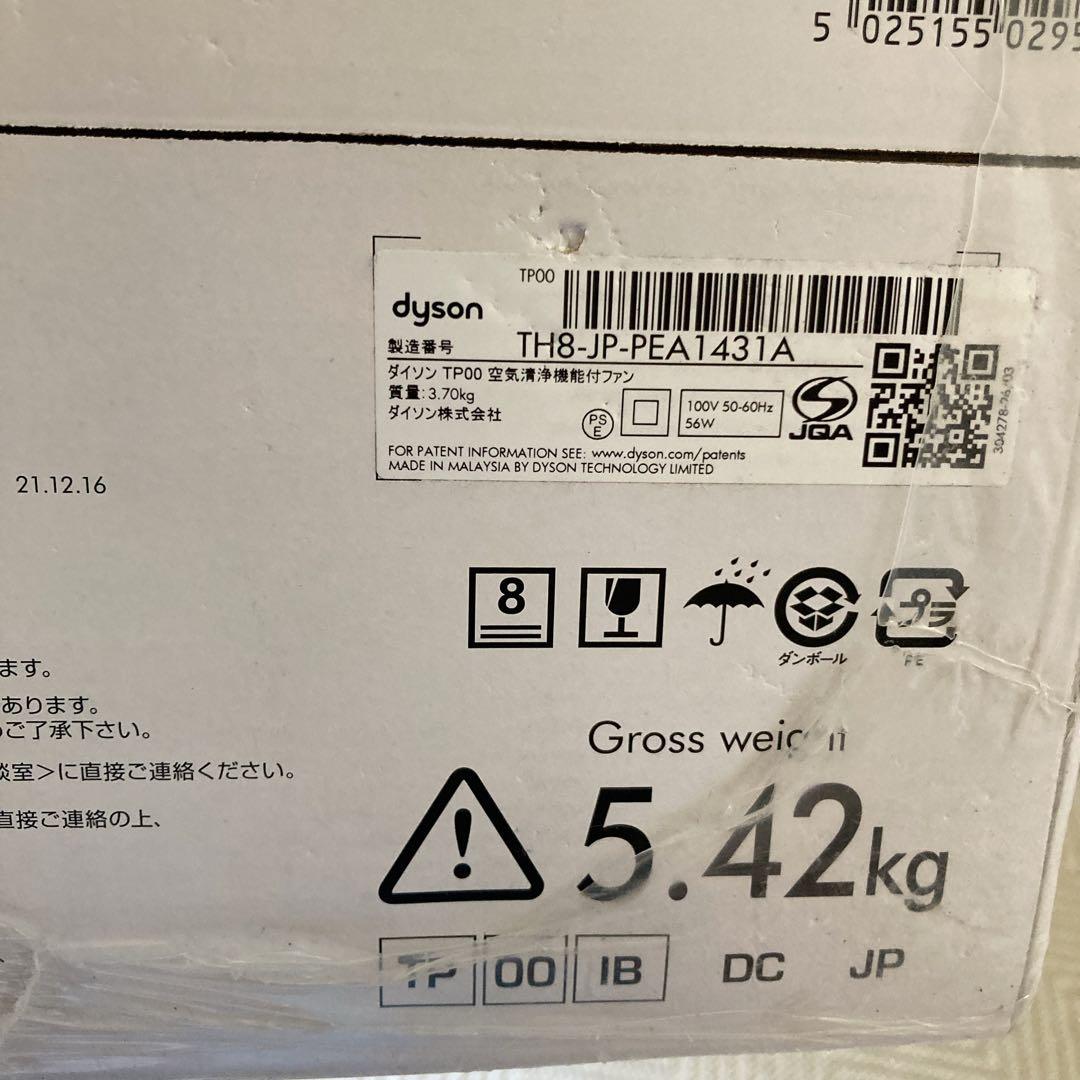 5 025155 029
TP00
dyson
製造番号 TH8-JP-PEA1431A
ダイソン TP00 空気清浄機能付ファン
質量:3.70kg
ダイソン株式会社
PS
E
100V 50-60Hz
56W
JQA
304278-26/03
FOR PATENT INFORMATION SEE: www.dyson.com/patents
MADE IN MALAYSIA BY DYSON TECHNOLOGY LIMITED
21.12.16
8
ダンボール
プラ
PE
ます。
あります。
ご了承下さい。
談室>に直接ご連絡ください。
直接ご連絡の上、
Gross weight
5.42kg
TP 00 IB DC JP